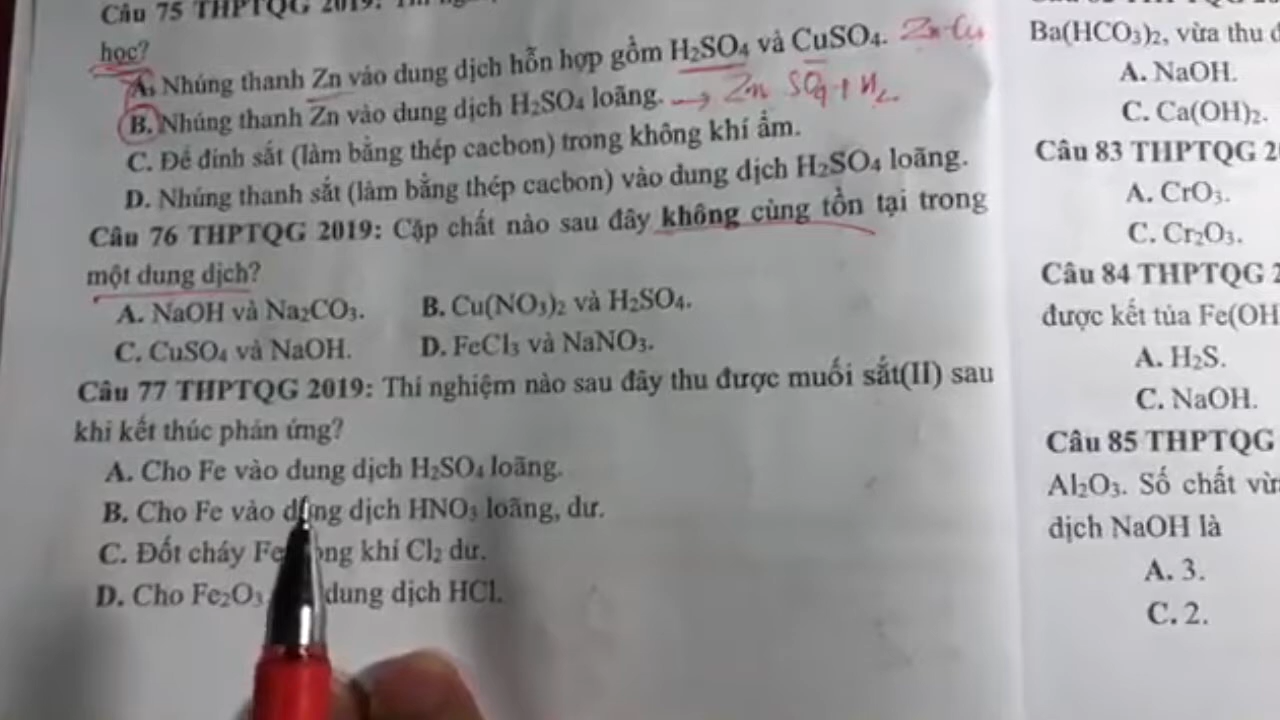 Câu 75 THPTQG 2019:
học?
A. Nhúng thanh Zn vào dung dịch hỗn hợp gồm H₂SO₄ và CuSO₄. Zn-Cu
B. Nhúng thanh Zn vào dung dịch H₂SO₄ loãng. → Zn SO₄ + H₂
C. Để đinh sắt (làm bằng thép cacbon) trong không khí ẩm.
D. Nhúng thanh sắt (làm bằng thép cacbon) vào dung dịch H₂SO₄ loãng.
Câu 76 THPTQG 2019: Cặp chất nào sau đây không cùng tồn tại trong
một dung dịch?
A. NaOH và Na₂CO₃. B. Cu(NO₃)₂ và H₂SO₄.
C. CuSO₄ và NaOH. D. FeCl₃ và NaNO₃.
Câu 77 THPTQG 2019: Thí nghiệm nào sau đây thu được muối sắt(II) sau
khi kết thúc phản ứng?
A. Cho Fe vào dung dịch H₂SO₄ loãng.
B. Cho Fe vào dung dịch HNO₃ loãng, dư.
C. Đốt cháy Fe khí Cl₂ dư.
D. Cho Fe₂O₃ dung dịch HCl.
Ba(HCO₃)₂, vừa thu
A. NaOH.
C. Ca(OH)₂.
Câu 83 THPTQG
A. CrO₃.
C. Cr₂O₃.
Câu 84 THPTQG
được kết tủa Fe(OH
A. H₂S.
C. NaOH.
Câu 85 THPTQG
Al₂O₃. Số chất
dịch NaOH là
A. 3.
C. 2.